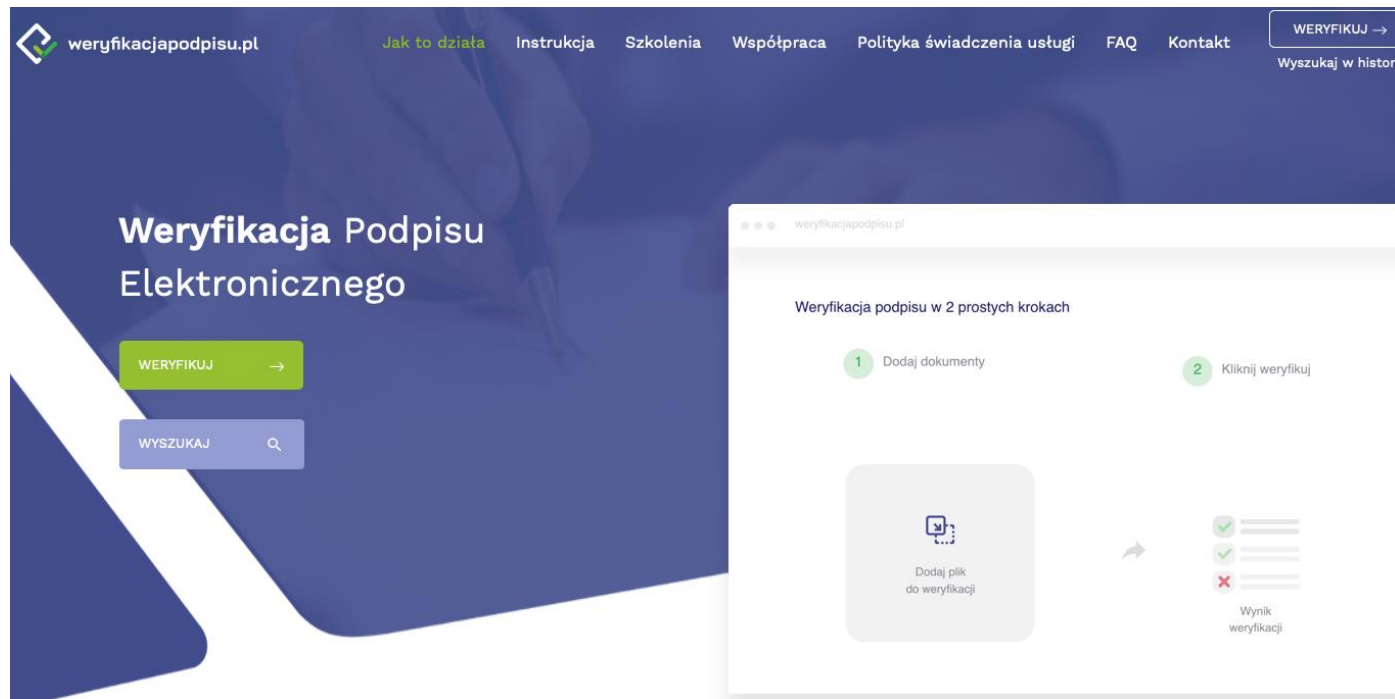 weryfikacjapodpisu.pl
Jak to działa
Instrukcja
Szkolenia
Współpraca
Polityka świadczenia usługi
FAQ
Kontakt
WERYFIKUJ →
Wyszukaj w histor
Weryfikacja Podpisu
Elektronicznego
WERYFIKUJ →
WYSZUKAJ
weryfikacjapodpisu.pl
Weryfikacja podpisu w 2 prostych krokach
1 Dodaj dokumenty
2 Kliknij weryfikuj
Dodaj plik
do weryfikacji
Wynik
weryfikacji